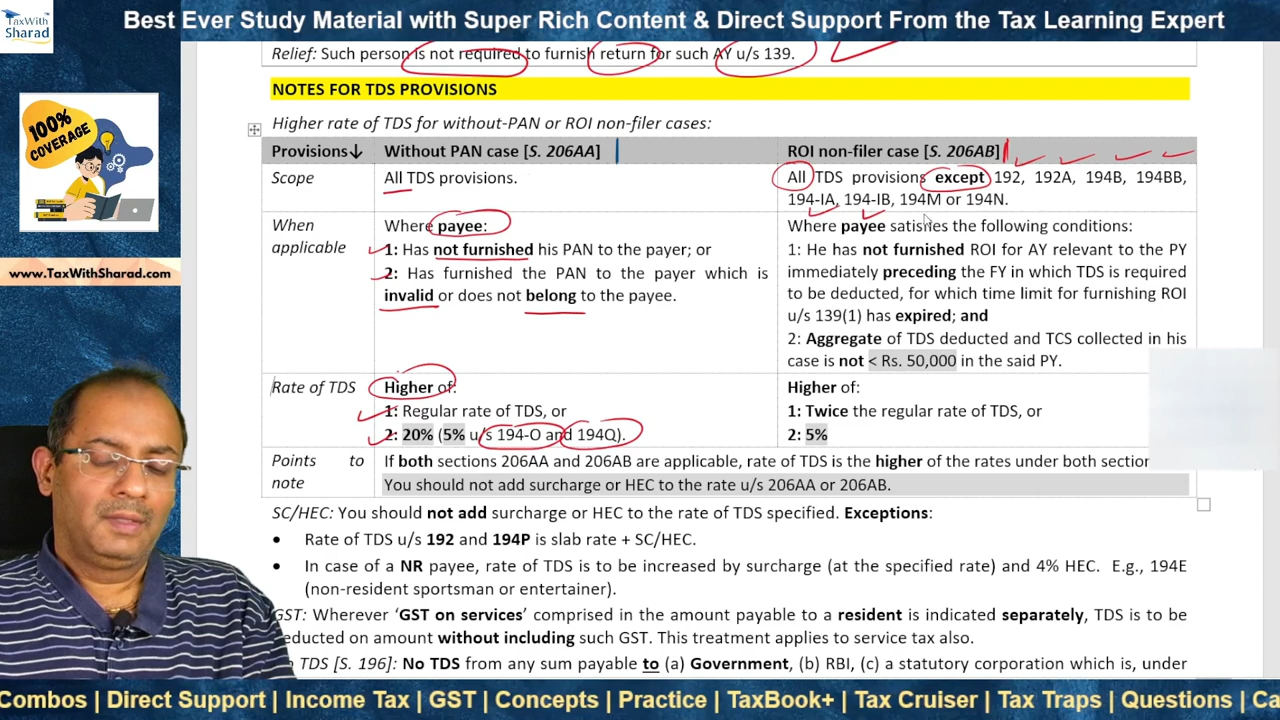 TaxWith
Sharad
Best Ever Study Material with Super Rich Content & Direct Support From the Tax Learning Expert
Relief: Such person is not required to furnish return for such AY u/s 139.
NOTES FOR TDS PROVISIONS
Higher rate of TDS for without-PAN or ROI non-filer cases:
100%
COVERAGE
www.TaxWithSharad.com
Provisions↓ Without PAN case [S. 206AA] ROI non-filer case [S. 206AB]
Scope All TDS provisions. All TDS provisions except 192, 192A, 194B, 194BB,
194-IA, 194-IB, 194M or 194N.
When applicable
Where payee:
1: Has not furnished his PAN to the payer; or
2: Has furnished the PAN to the payer which is
invalid or does not belong to the payee.
Where payee satisfies the following conditions:
1: He has not furnished ROI for AY relevant to the PY
immediately preceding the FY in which TDS is required
to be deducted, for which time limit for furnishing ROI
u/s 139(1) has expired; and
2: Aggregate of TDS deducted and TCS collected in his
case is not < Rs. 50,000 in the said PY.
Rate of TDS
Higher of:
1: Regular rate of TDS, or
2: 20% (5% u/s 194-O and 194Q).
Higher of:
1: Twice the regular rate of TDS, or
2: 5%
Points to
note
If both sections 206AA and 206AB are applicable, rate of TDS is the higher of the rates under both
You should not add surcharge or HEC to the rate u/s 206AA or 206AB.
SC/HEC: You should not add surcharge or HEC to the rate of TDS specified. Exceptions:
• Rate of TDS u/s 192 and 194P is slab rate + SC/HEC.
• In case of a NR payee, rate of TDS is to be increased by surcharge (at the specified rate) and 4% HEC. E.g., 194E
(non-resident sportsman or entertainer).
GST: Wherever ‘GST on services’ comprised in the amount payable to a resident is indicated separately, TDS is to be
deducted on amount without including such GST. This treatment applies to service tax also.
TDS [S. 196]: No TDS from any sum payable to (a) Government, (b) RBI, (c) a statutory corporation which is, under
Combos | Direct Support | Income Tax | GST | Concepts | Practice | TaxBook+ | Tax Cruiser | Tax Traps | Questions | Ca